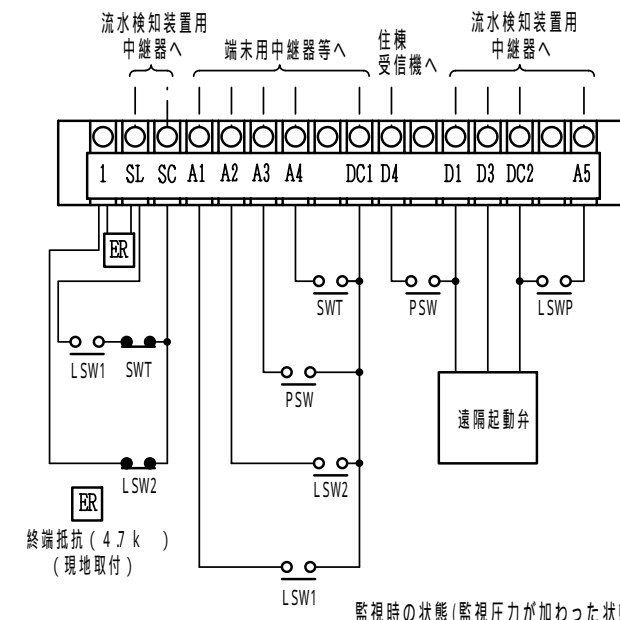 流水検知装置用
中継器へ
端末用中継器等へ
住棟
受信機へ
流水検知装置用
中継器へ
1 SL SC A1 A2 A3 A4 DC1 D4 D1 D3 DC2 A5
ER
SWT
PSW
LSWP
LSW1
SWT
PSW
遠隔起動弁
LSW2
LSW2
ER
終端抵抗(4.7k )
(現地取付)
LSW1
監視時の状態(監視圧力が加わった状